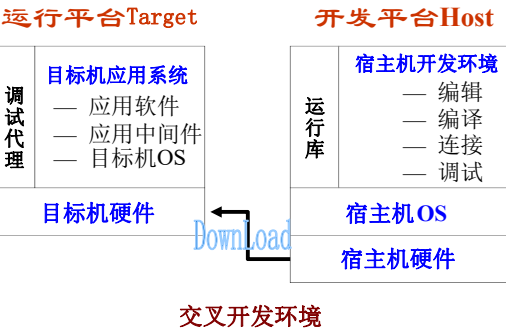 运行平台Target
调试代理
目标机应用系统
— 应用软件
— 应用中间件
— 目标机OS
目标机硬件
DownLoad
开发平台Host
运行库
宿主机开发环境
— 编辑
— 编译
— 连接
— 调试
宿主机OS
宿主机硬件
交叉开发环境